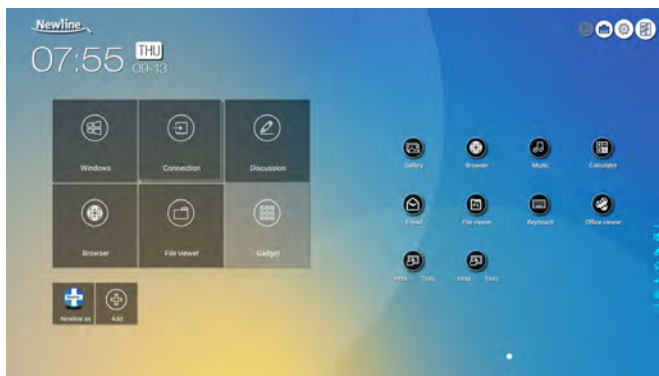 Newline
07:55 THU
09-13
Windows Connection Discussion
Browser File viewer Gadget
Newline us Add
Gallery Browser Music Calculator
E-mail File viewer Keyboard Office viewer